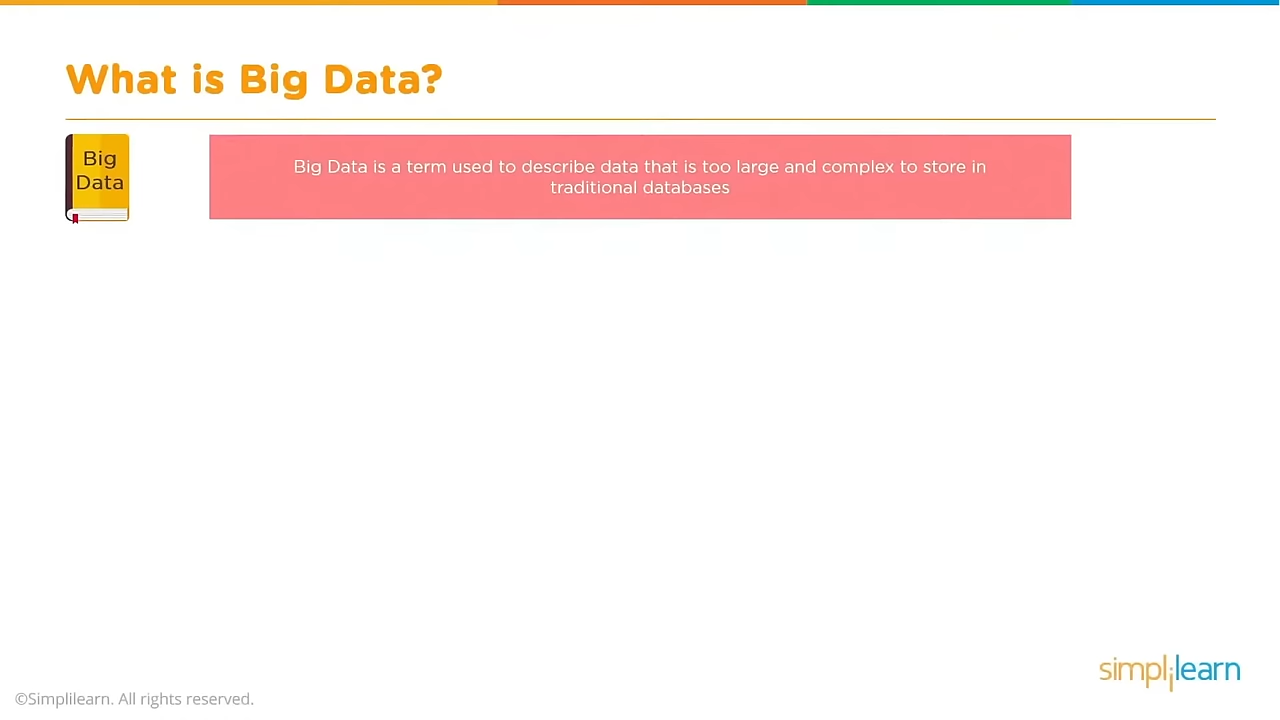 What is Big Data?
Big
Data
Big Data is a term used to describe data that is too large and complex to store in
traditional databases
simplilearn
©Simplilearn. All rights reserved.